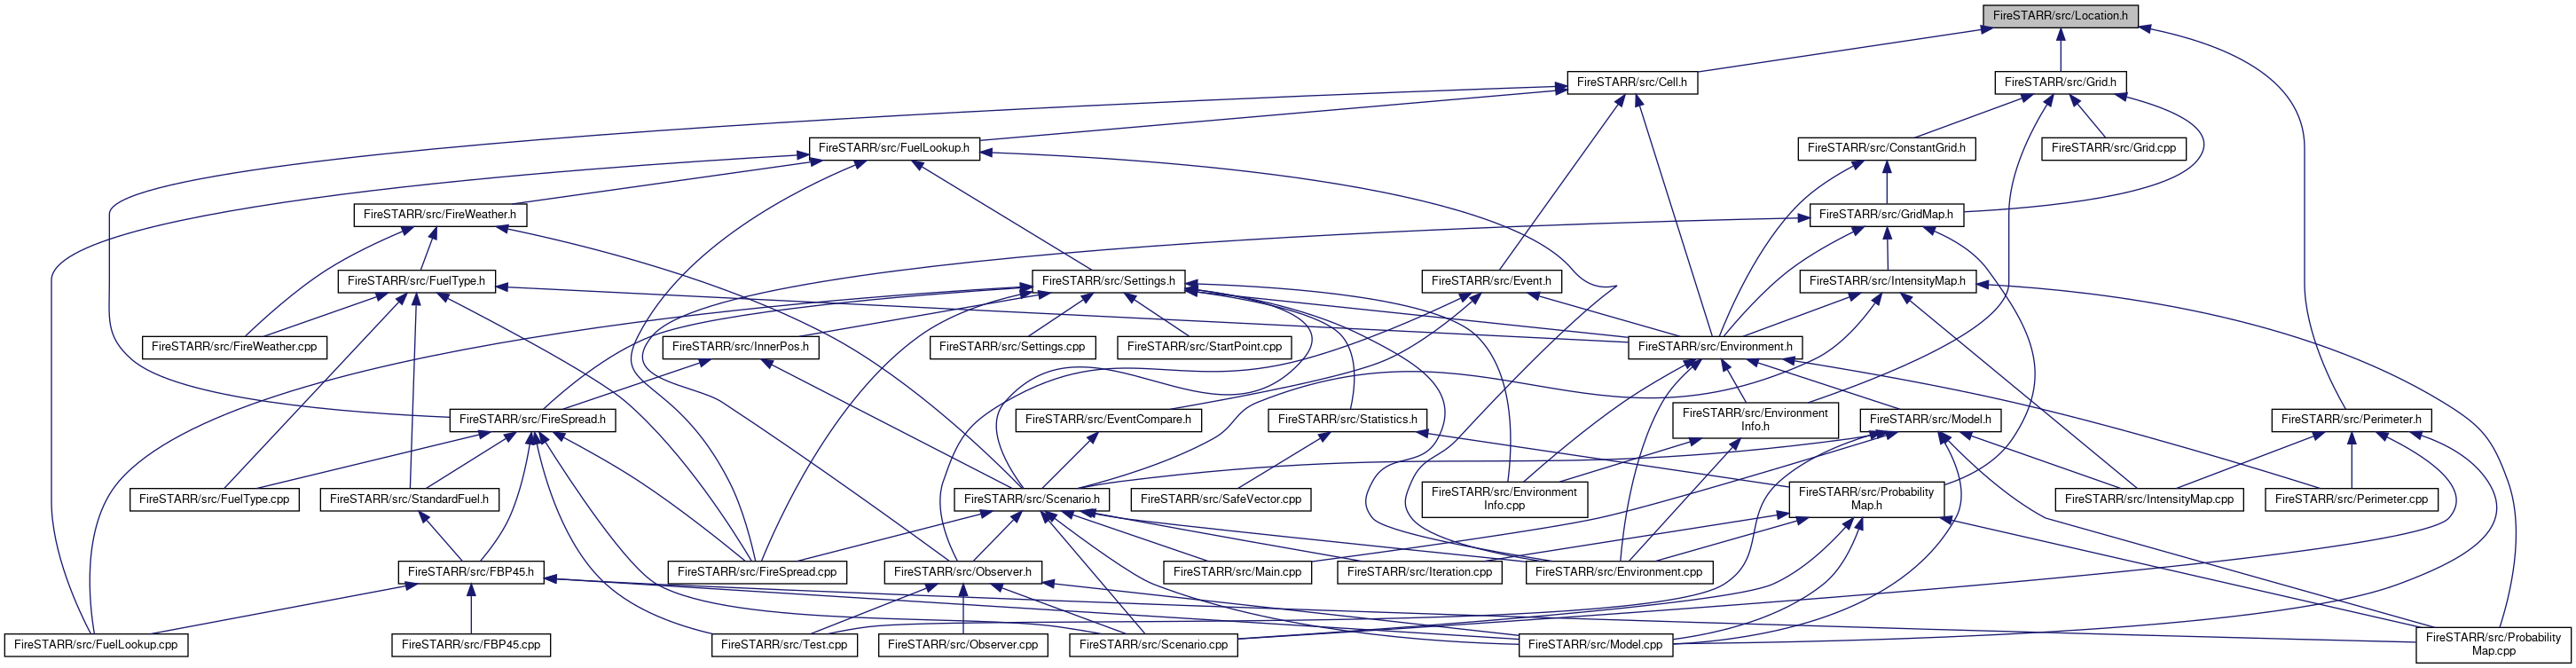 FireSTARR/src/Location.h
FireSTARR/src/Cell.h
FireSTARR/src/Grid.h
FireSTARR/src/FuelLookup.h
FireSTARR/src/ConstantGrid.h
FireSTARR/src/Grid.cpp
FireSTARR/src/FireWeather.h
FireSTARR/src/GridMap.h
FireSTARR/src/FuelType.h
FireSTARR/src/Settings.h
FireSTARR/src/Event.h
FireSTARR/src/IntensityMap.h
FireSTARR/src/FireWeather.cpp
FireSTARR/src/InnerPos.h
FireSTARR/src/Settings.cpp
FireSTARR/src/StartPoint.cpp
FireSTARR/src/Environment.h
FireSTARR/src/FireSpread.h
FireSTARR/src/EventCompare.h
FireSTARR/src/Statistics.h
FireSTARR/src/Environment
Info.h
FireSTARR/src/Model.h
FireSTARR/src/Perimeter.h
FireSTARR/src/FuelType.cpp
FireSTARR/src/StandardFuel.h
FireSTARR/src/Scenario.h
FireSTARR/src/SafeVector.cpp
FireSTARR/src/Environment
Info.cpp
FireSTARR/src/Probability
Map.h
FireSTARR/src/IntensityMap.cpp
FireSTARR/src/Perimeter.cpp
FireSTARR/src/FBP45.h
FireSTARR/src/FireSpread.cpp
FireSTARR/src/Observer.h
FireSTARR/src/Main.cpp
FireSTARR/src/Iteration.cpp
FireSTARR/src/Environment.cpp
FireSTARR/src/FuelLookup.cpp
FireSTARR/src/FBP45.cpp
FireSTARR/src/Test.cpp
FireSTARR/src/Observer.cpp
FireSTARR/src/Scenario.cpp
FireSTARR/src/Model.cpp
FireSTARR/src/Probability
Map.cpp